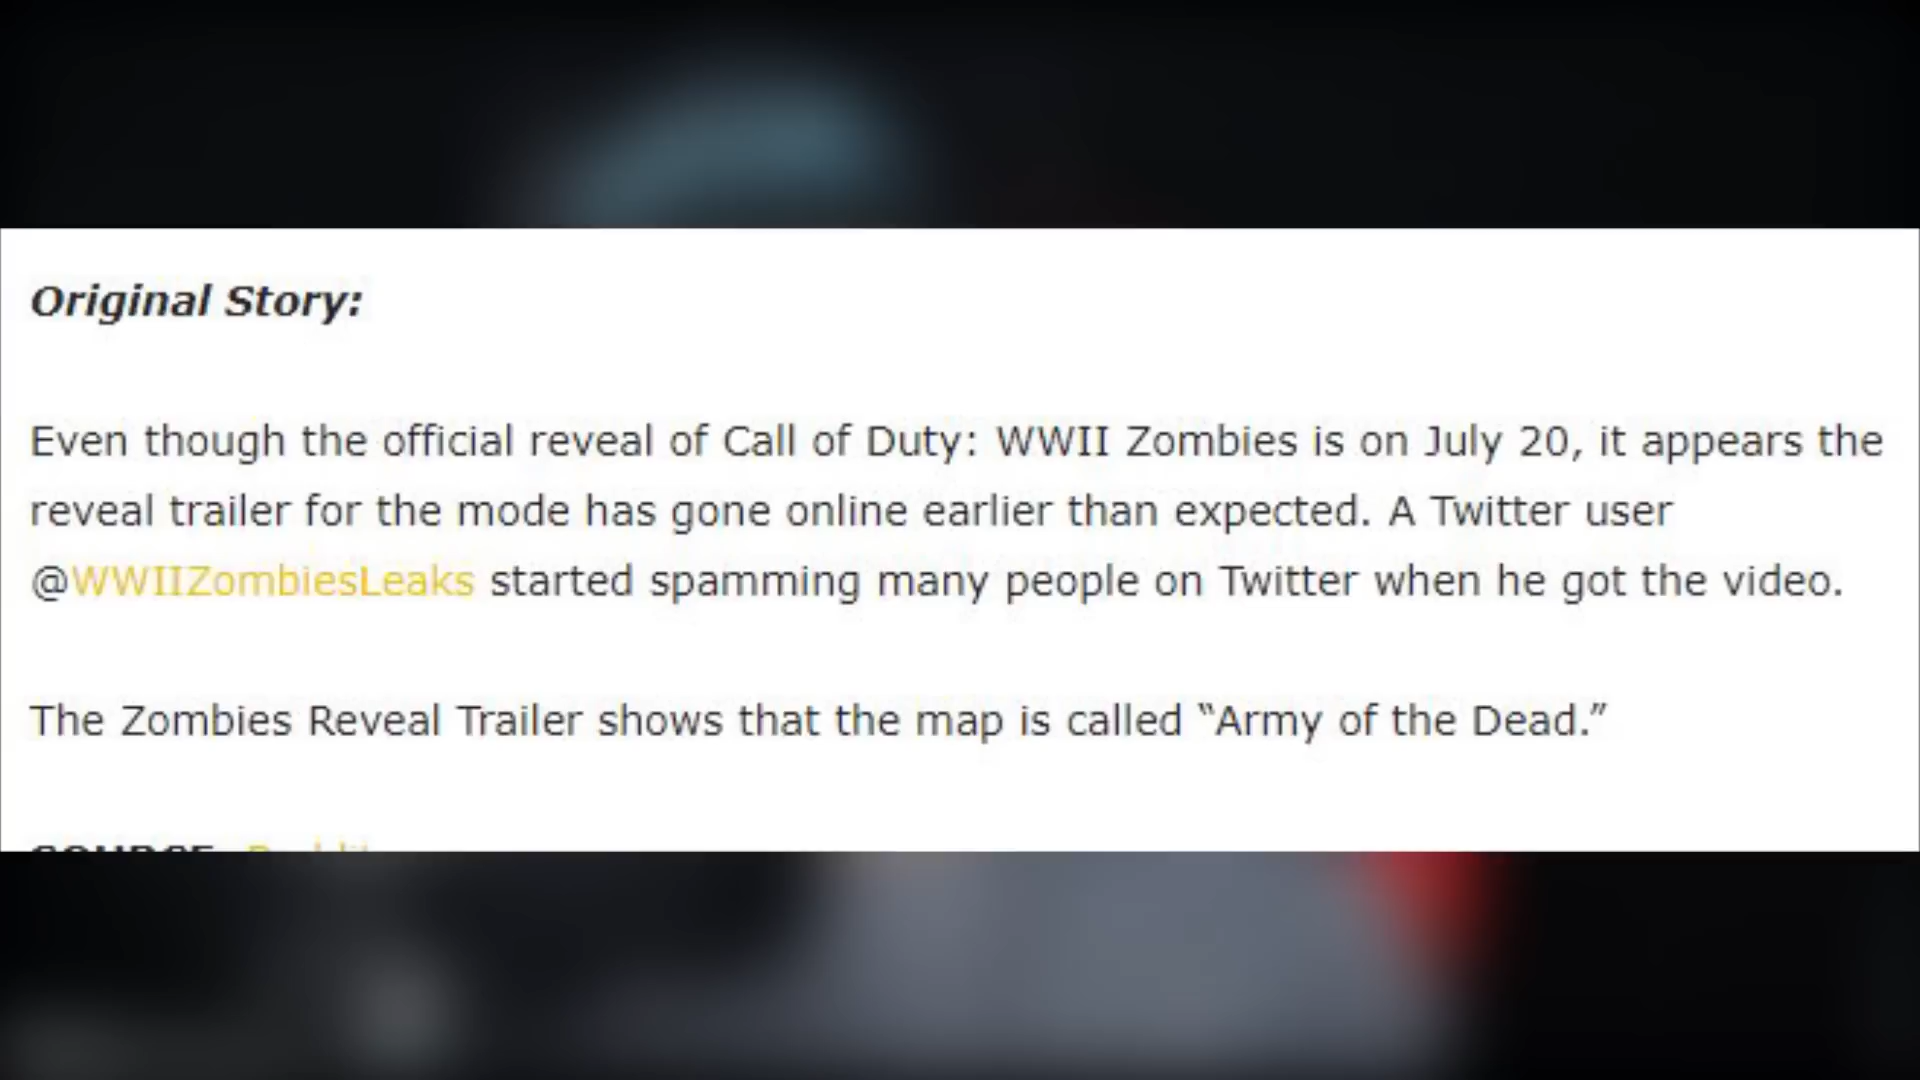 Original Story:
Even though the official reveal of Call of Duty: WWII Zombies is on July 20, it appears the
reveal trailer for the mode has gone online earlier than expected. A Twitter user
@WWIIZombiesLeaks started spamming many people on Twitter when he got the video.
The Zombies Reveal Trailer shows that the map is called “Army of the Dead.”